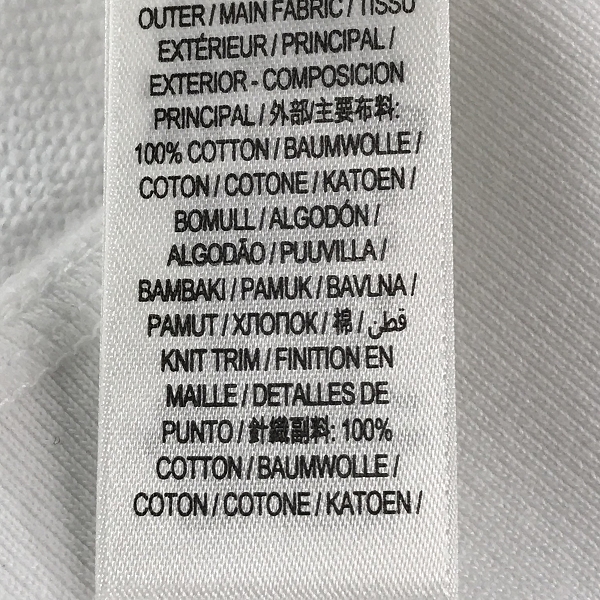 OUTER / MAIN FABRIC / TISSU
EXTÉRIEUR / PRINCIPAL /
EXTERIOR - COMPOSICION
PRINCIPAL / 外部/主要布料:
100% COTTON / BAUMWOLLE /
COTON / COTONE / KATOEN /
BOMULL / ALGODÓN /
ALGODÃO / PUUVILLA /
BAMBAKI / PAMUK / BAVLNA /
PAMUT / ХЛОПОК / 棉 / قطن
KNIT TRIM / FINITION EN
MAILLE / DETALLES DE
PUNTO / 針織副料: 100%
COTTON / BAUMWOLLE /
COTON / COTONE / KATOEN /